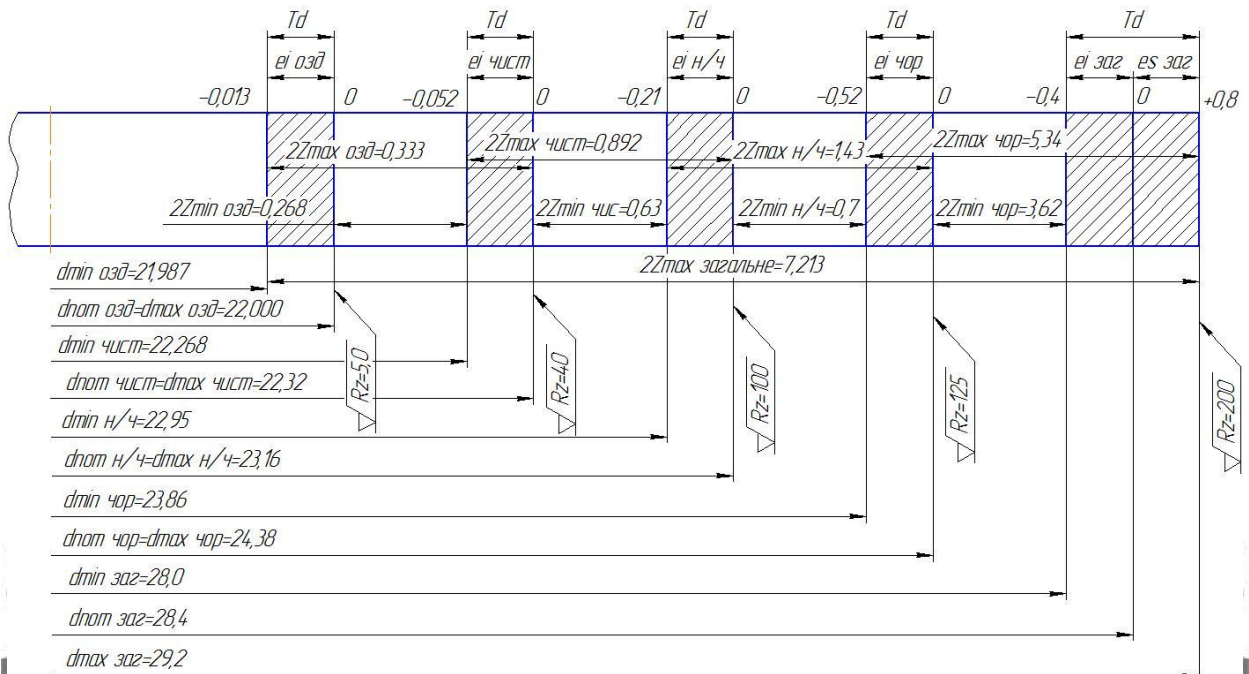 Td Td Td Td Td
ei озд ei чист ei н/ч ei чор ei заг es заг
-0,013 0 -0,052 0 -0,21 0 -0,52 0 -0,4 0 +0,8
2Zmax озд=0,333 2Zmax чист=0,892 2Zmax н/ч=1,43 2Zmax чор=5,34
2Zmin озд=0,268 2Zmin чис=0,63 2Zmin н/ч=0,7 2Zmin чор=3,62
dmin озд=21,987 2Zmax загальне=7,213
dnom озд=dmax озд=22,000
dmin чист=22,268
dnom чист=dmax чист=22,32
dmin н/ч=22,95
dnom н/ч=dmax н/ч=23,16
dmin чор=23,86
dnom чор=dmax чор=24,38
dmin заг=28,0
dnom заг=28,4
dmax заг=29,2
Rz=5,0
Rz=40
Rz=100
Rz=125
Rz=200